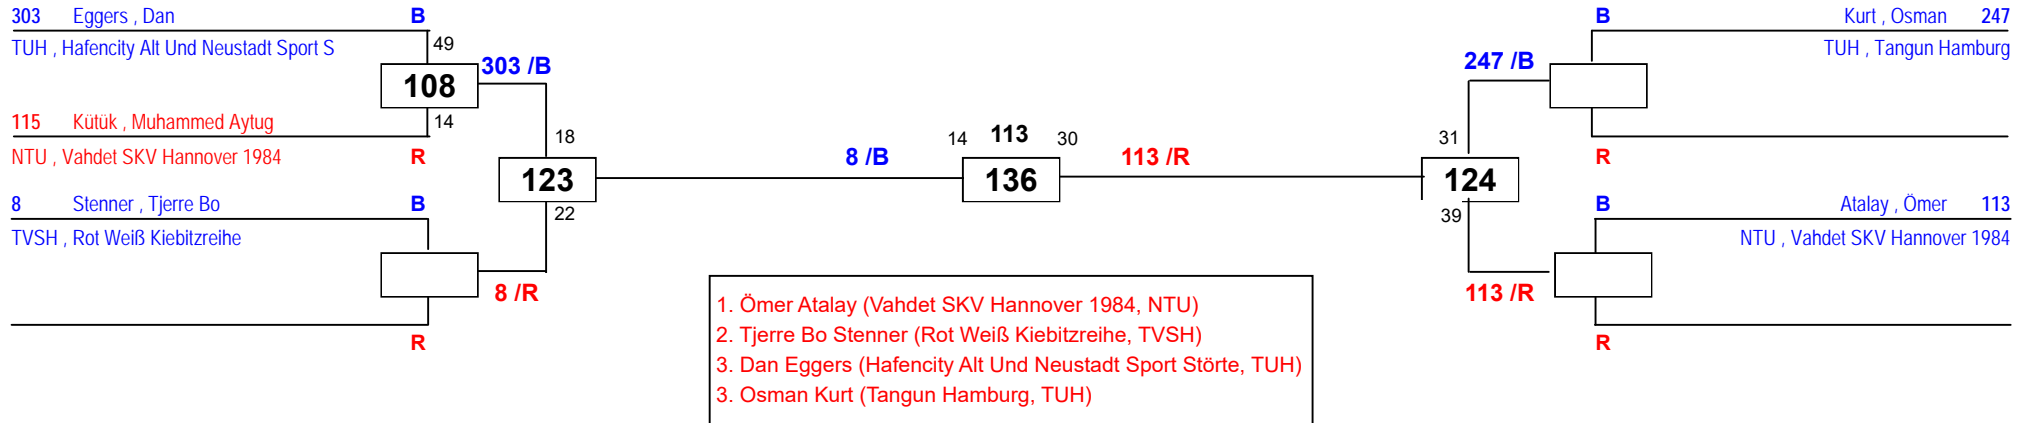 303 Eggers , Dan B
TUH , Hafencity Alt Und Neustadt Sport S
49
108
303 /B
14
115 Kütük , Muhammed Aytug
NTU , Vahdet SKV Hannover 1984 R
18
123
22
8 Stenner , Tjerre Bo B
TVSH , Rot Weiß Kiebitzreihe
8 /R
R
8 /B
14 113 30
136
113 /R
B Kurt , Osman 247
TUH , Tangun Hamburg
247 /B
31
R
124
39
B Atalay , Ömer 113
NTU , Vahdet SKV Hannover 1984
113 /R
R
1. Ömer Atalay (Vahdet SKV Hannover 1984, NTU)
2. Tjerre Bo Stenner (Rot Weiß Kiebitzreihe, TVSH)
3. Dan Eggers (Hafencity Alt Und Neustadt Sport Störte, TUH)
3. Osman Kurt (Tangun Hamburg, TUH)